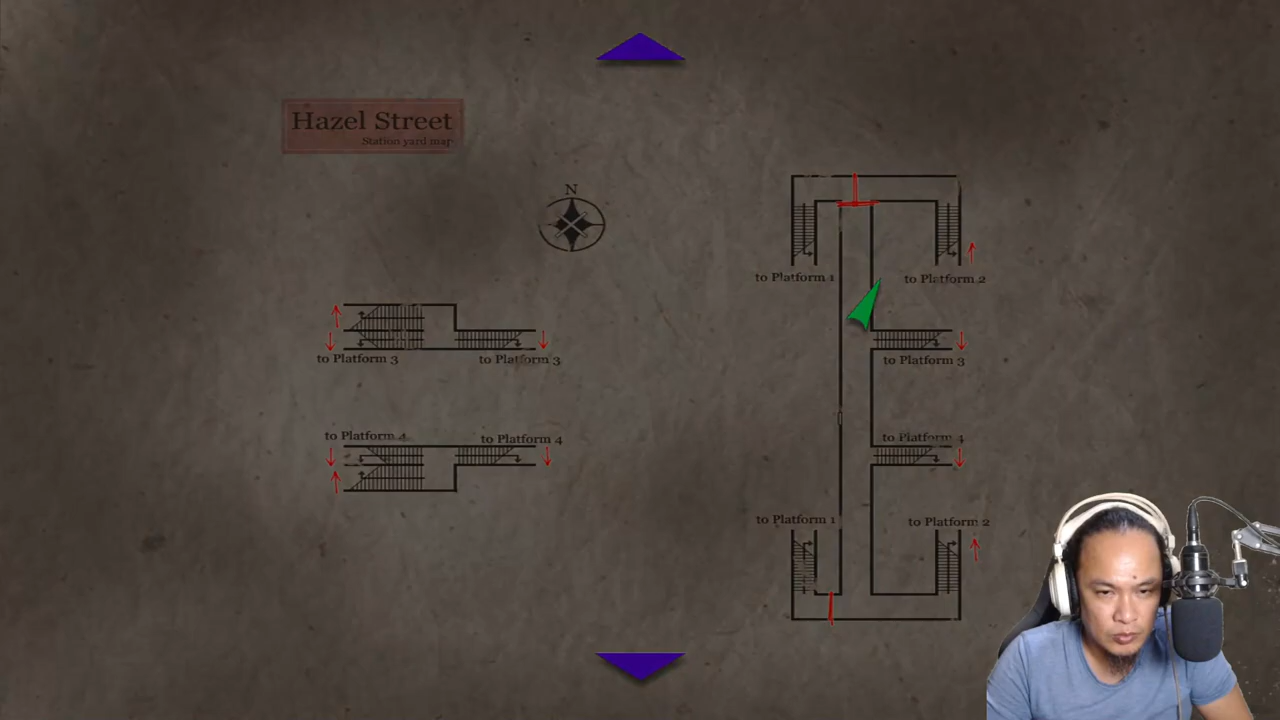 Hazel Street
Station yard map
N
to Platform 1
to Platform 2
to Platform 3
to Platform 3
to Platform 3
to Platform 4
to Platform 4
to Platform 4
to Platform 1
to Platform 2